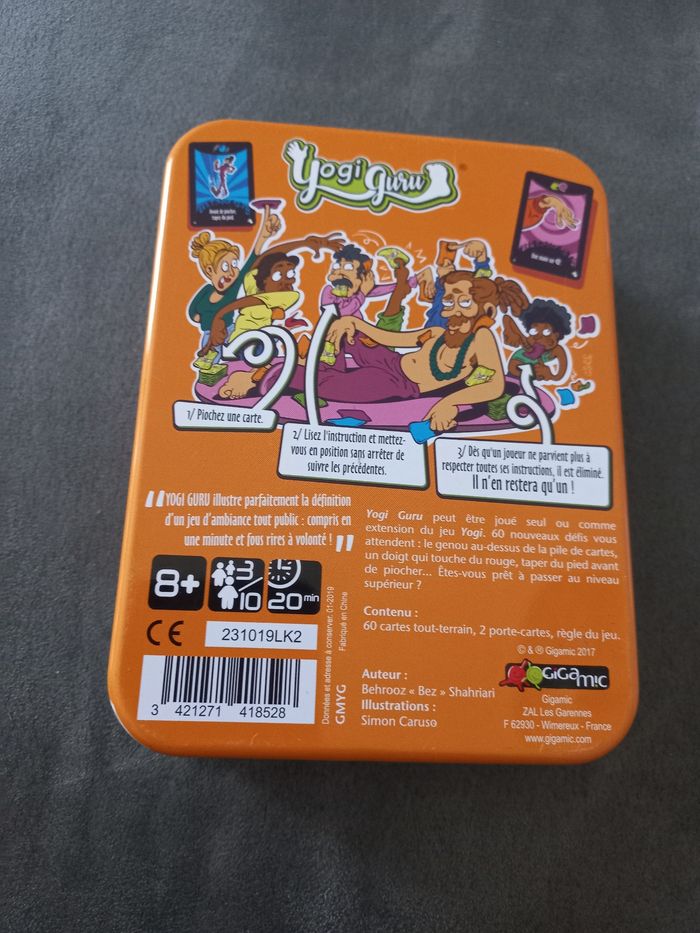 Yogi guru
1/ Piochez une carte.
2/ Lisez l'instruction et mettez-
vous en position sans arrêter de
suivre les précédentes.
3/ Dès qu'un joueur ne parvient plus à
respecter toutes ses instructions, il est éliminé.
Il n'en restera qu'un !
"YOGI GURU illustre parfaitement la définition
d'un jeu d'ambiance tout public : compris en
une minute et fous rires à volonté ! "
Yogi Guru peut être joué seul ou comme
extension du jeu Yogi. 60 nouveaux défis vous
attendent : le genou au-dessus de la pile de cartes,
un doigt qui touche du rouge, taper du pied avant
de piocher... Êtes-vous prêt à passer au niveau
supérieur ?
Contenu :
60 cartes tout-terrain, 2 porte-cartes, règle du jeu.
© & ® Gigamic 2017
8+
3/10
20 min
CE
231019LK2
3 421271 418528
Données et adresse à conserver. 01-2019
Fabriqué en Chine
GMYG
Auteur :
Behrooz « Bez » Shahriari
Illustrations :
Simon Caruso
GiGaMiC
Gigamic
ZAL Les Garennes
F 62930 - Wimereux - France
www.gigamic.com